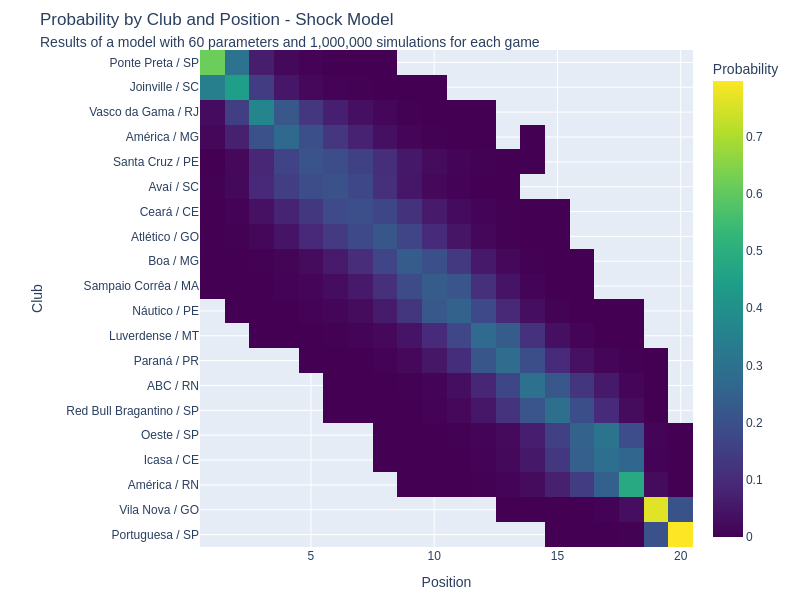 Probability by Club and Position - Shock Model
Results of a model with 60 parameters and 1,000,000 simulations for each game
Probability
Ponte Preta / SP
Joinville / SC
Vasco da Gama / RJ
América / MG
Santa Cruz / PE
Avaí / SC
Ceará / CE
Atlético / GO
Boa / MG
Sampaio Corrêa / MA
Náutico / PE
Luverdense / MT
Paraná / PR
ABC / RN
Red Bull Bragantino / SP
Oeste / SP
Icasa / CE
América / RN
Vila Nova / GO
Portuguesa / SP
Club
5
10
15
20
Position
0.7
0.6
0.5
0.4
0.3
0.2
0.1
0